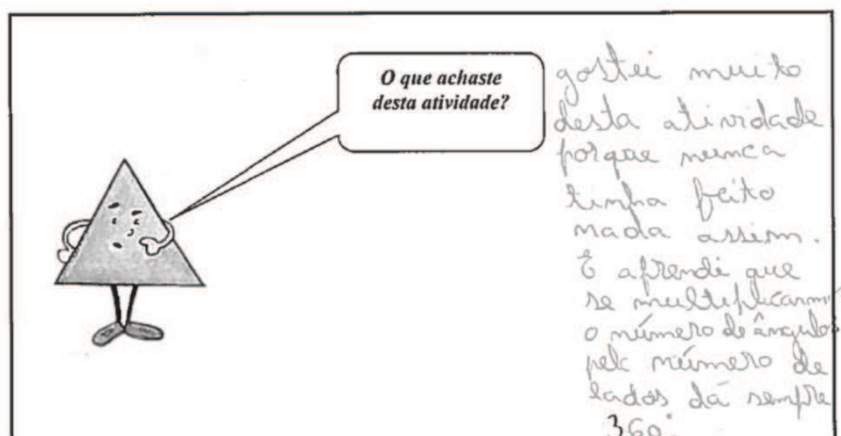 O que achaste
desta atividade?
gostei muito
desta atividade
porque nunca
tinha feito
nada assim.
E aprendi que
se multiplicarmos
o número de ângulos
pelo número de
lados dá sempre
360°